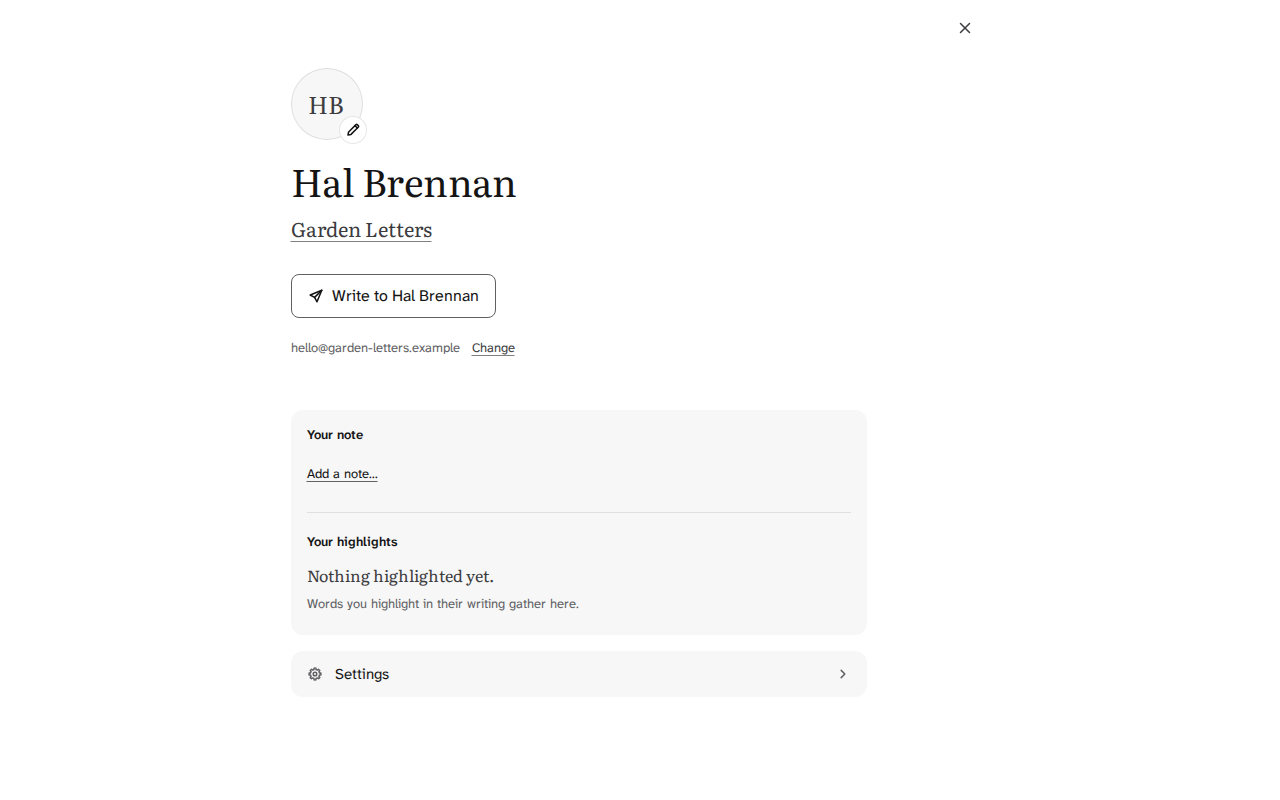 HB
Hal Brennan
Garden Letters
Write to Hal Brennan
hello@garden-letters.example Change
Your note
Add a note...
Your highlights
Nothing highlighted yet.
Words you highlight in their writing gather here.
Settings